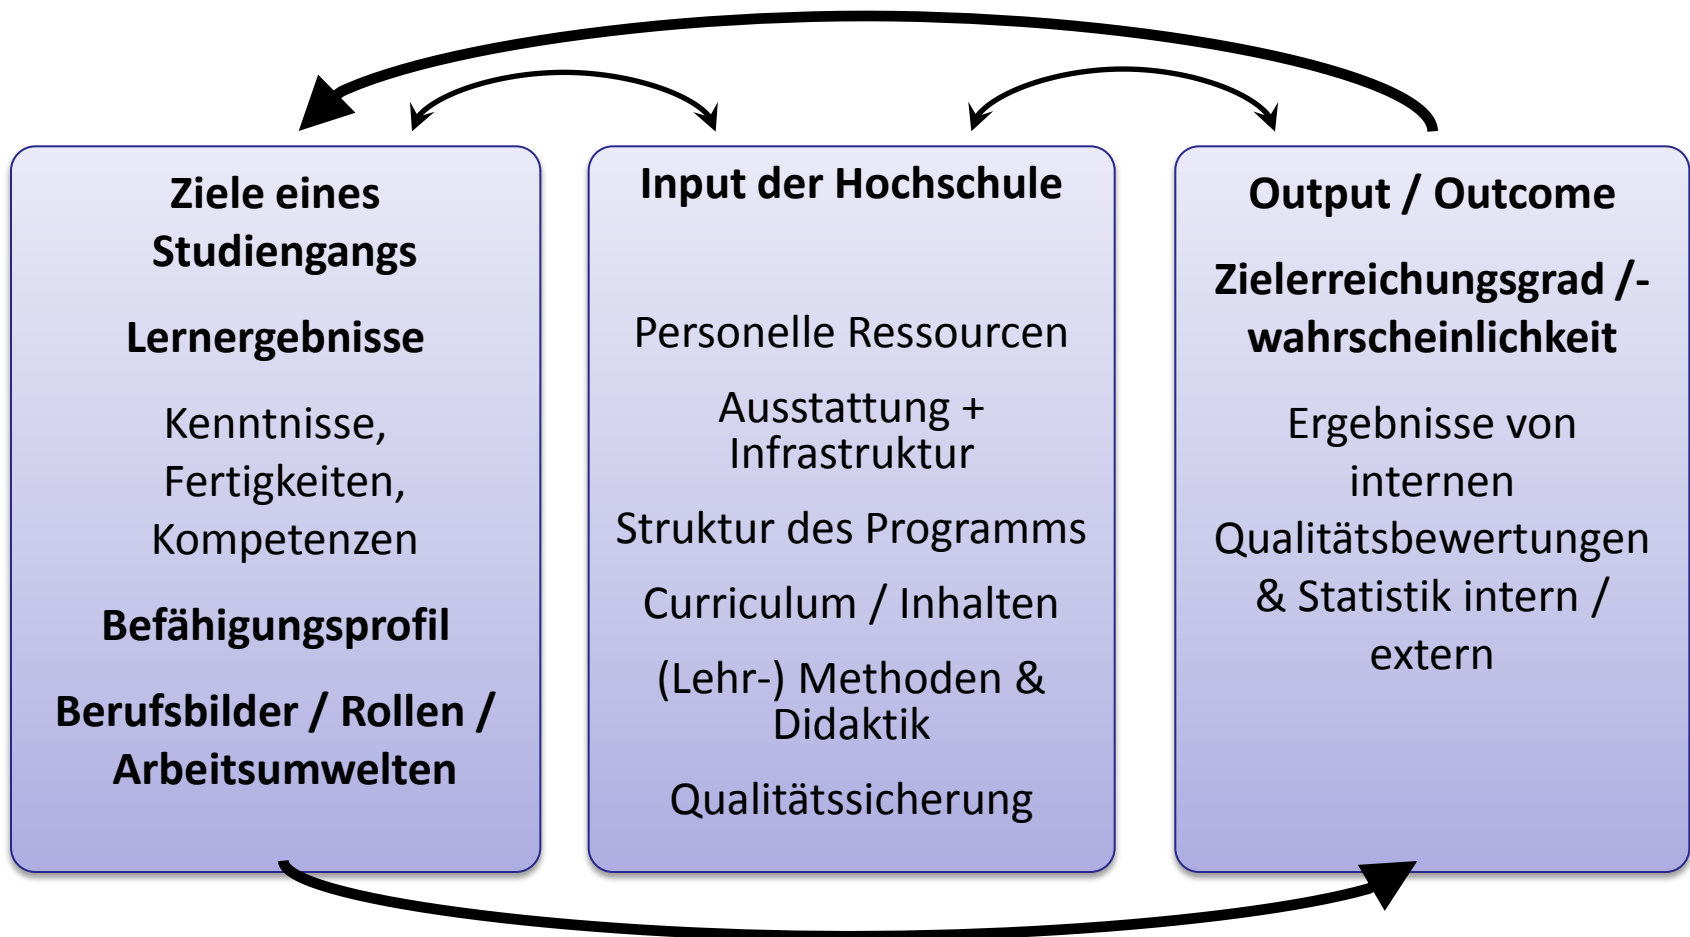 Ziele eines
Studiengangs
Lernergebnisse
Kenntnisse,
Fertigkeiten,
Kompetenzen
Befähigungsprofil
Berufsbilder / Rollen /
Arbeitsumwelten
Input der Hochschule
Personelle Ressourcen
Ausstattung +
Infrastruktur
Struktur des Programms
Curriculum / Inhalten
(Lehr-) Methoden &
Didaktik
Qualitätssicherung
Output / Outcome
Zielerreichungsgrad /-
wahrscheinlichkeit
Ergebnisse von
internen
Qualitätsbewertungen
& Statistik intern /
extern